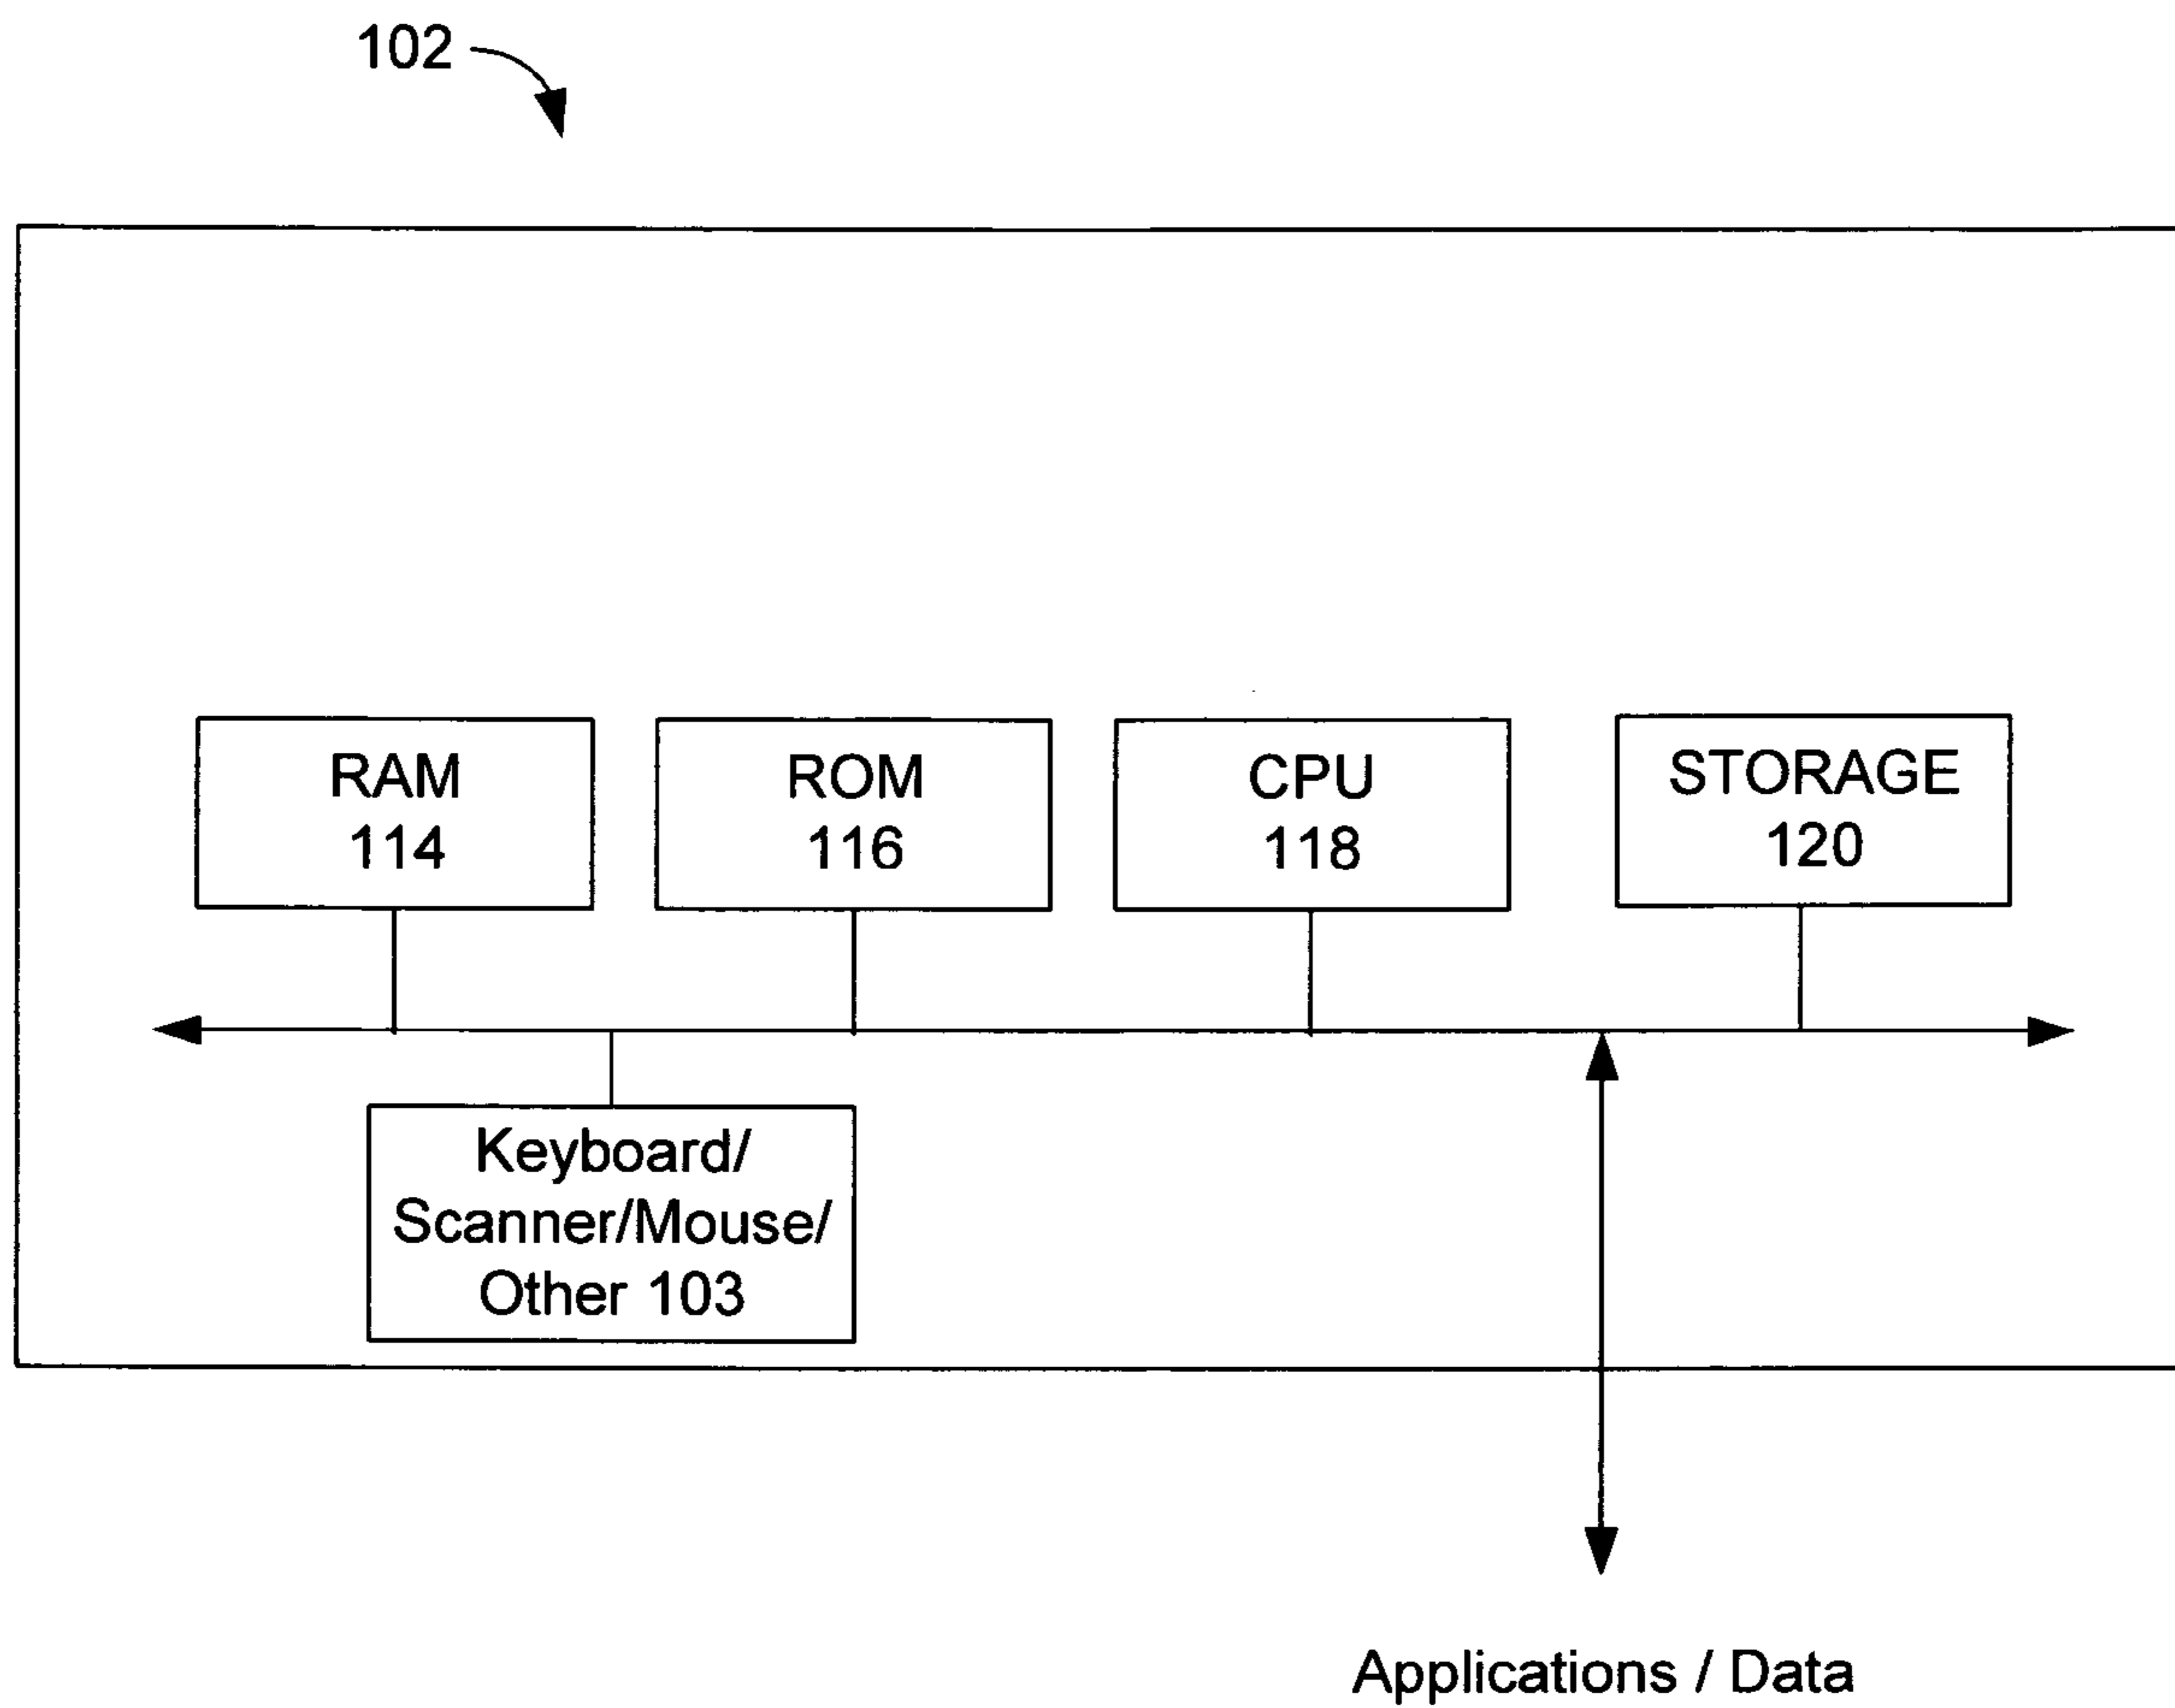 102
RAM
114
ROM
116
CPU
118
STORAGE
120
Keyboard/
Scanner/Mouse/
Other 103
Applications / Data